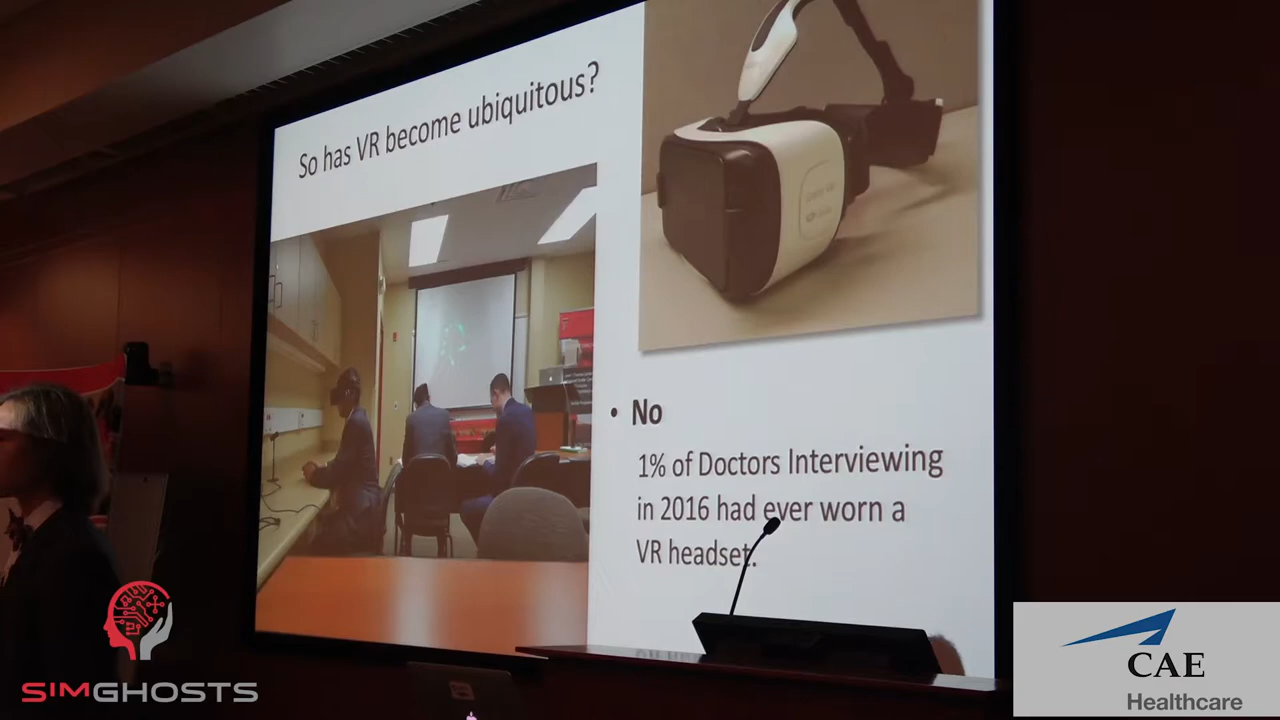 So has VR become ubiquitous?
• No
1% of Doctors Interviewing
in 2016 had ever worn a
VR headset.
SIMGHOSTS
CAE
Healthcare